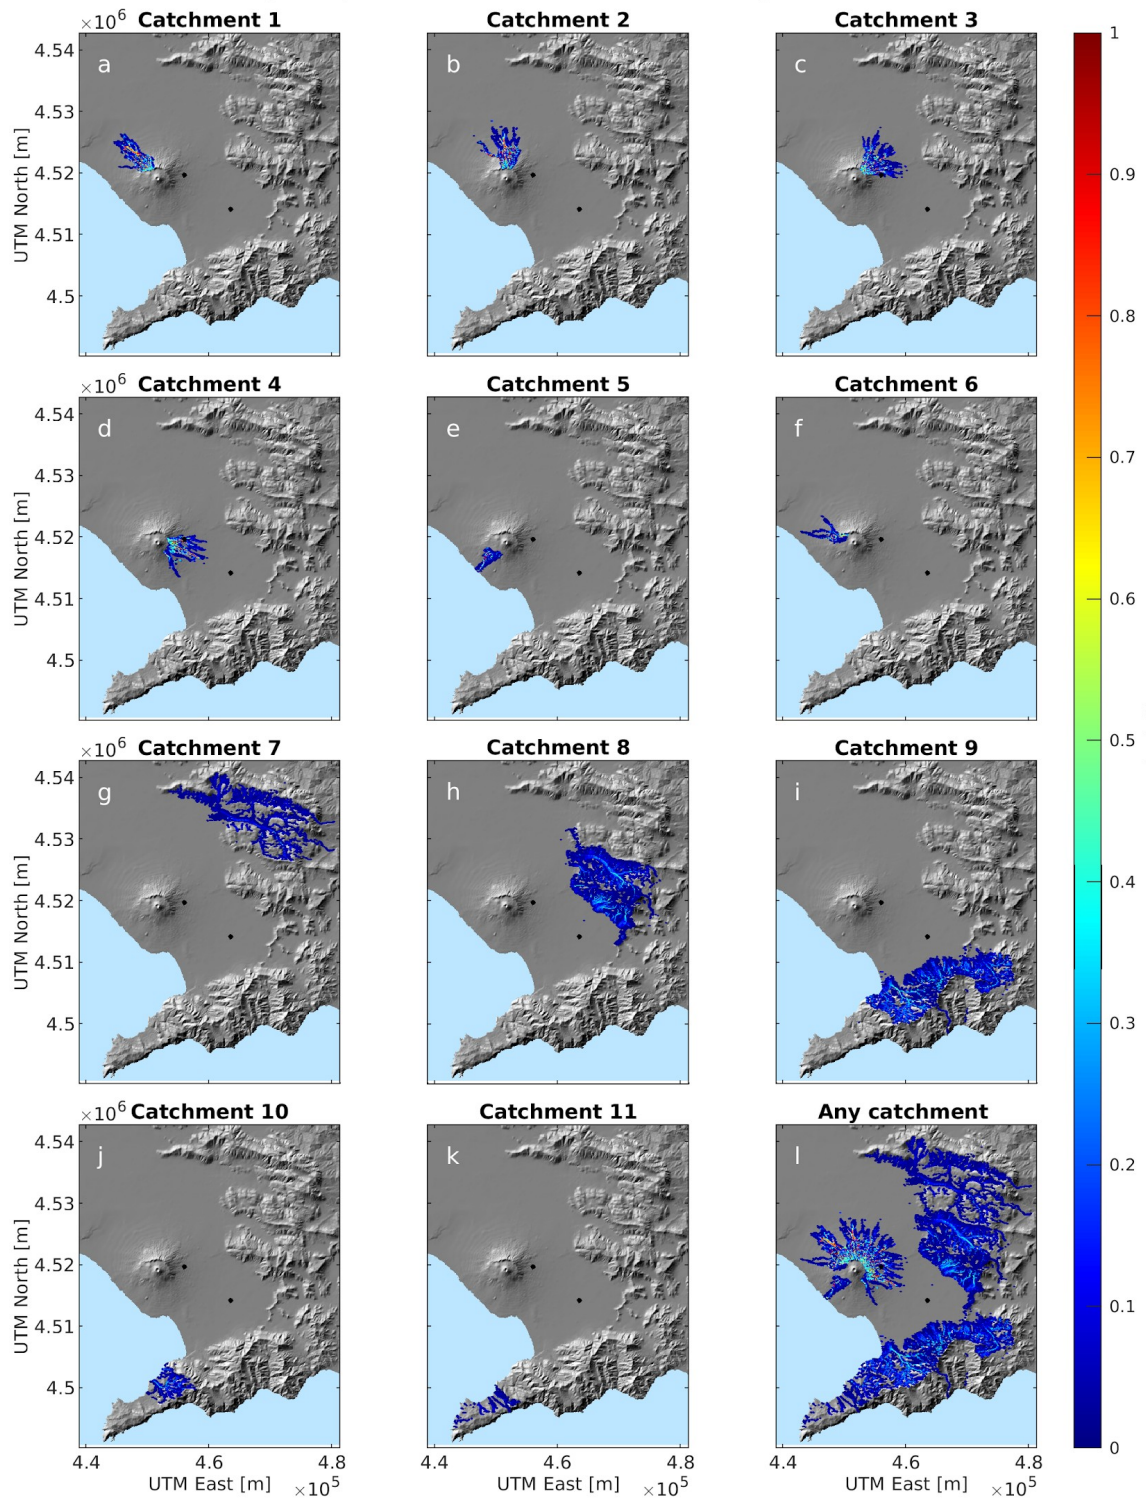 ×10⁶ Catchment 1 Catchment 2 Catchment 3
a b c
1
4.54
4.53
4.52
4.51
4.5
UTM North [m]
0.9
0.8
×10⁶ Catchment 4 Catchment 5 Catchment 6
d e f
4.54
4.53
4.52
4.51
4.5
UTM North [m]
0.7
0.6
×10⁶ Catchment 7 Catchment 8 Catchment 9
g h i
4.54
4.53
4.52
4.51
4.5
UTM North [m]
0.5
0.4
0.3
×10⁶ Catchment 10 Catchment 11 Any catchment
j k l
4.54
4.53
4.52
4.51
4.5
UTM North [m]
0.2
0.1
0
4.4 4.6 4.8 4.4 4.6 4.8 4.4 4.6 4.8
UTM East [m] ×10⁵ UTM East [m] ×10⁵ UTM East [m] ×10⁵